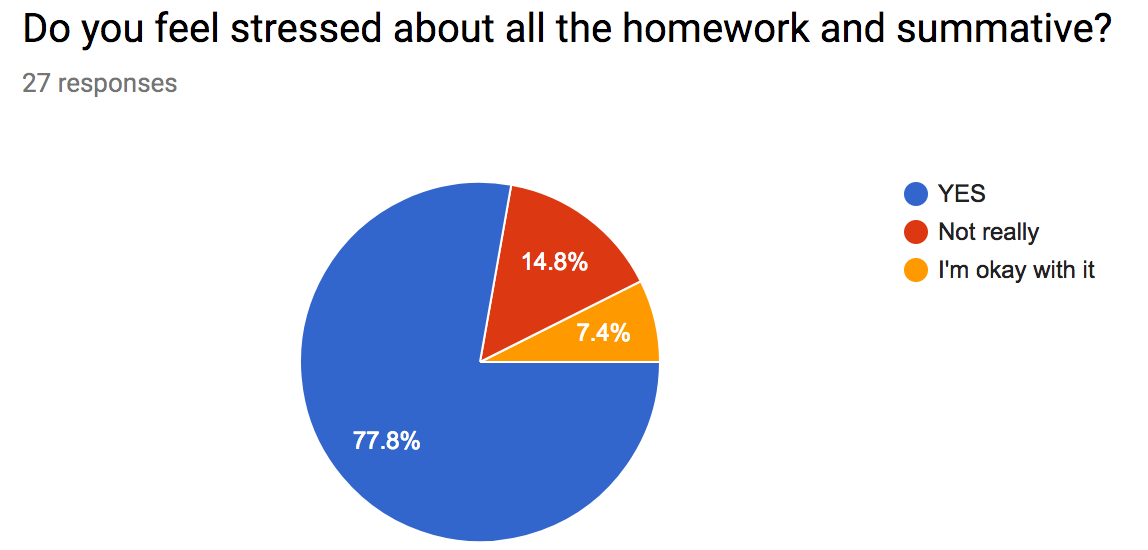 Do you feel stressed about all the homework and summative?
27 responses
YES
Not really
I'm okay with it
14.8%
7.4%
77.8%